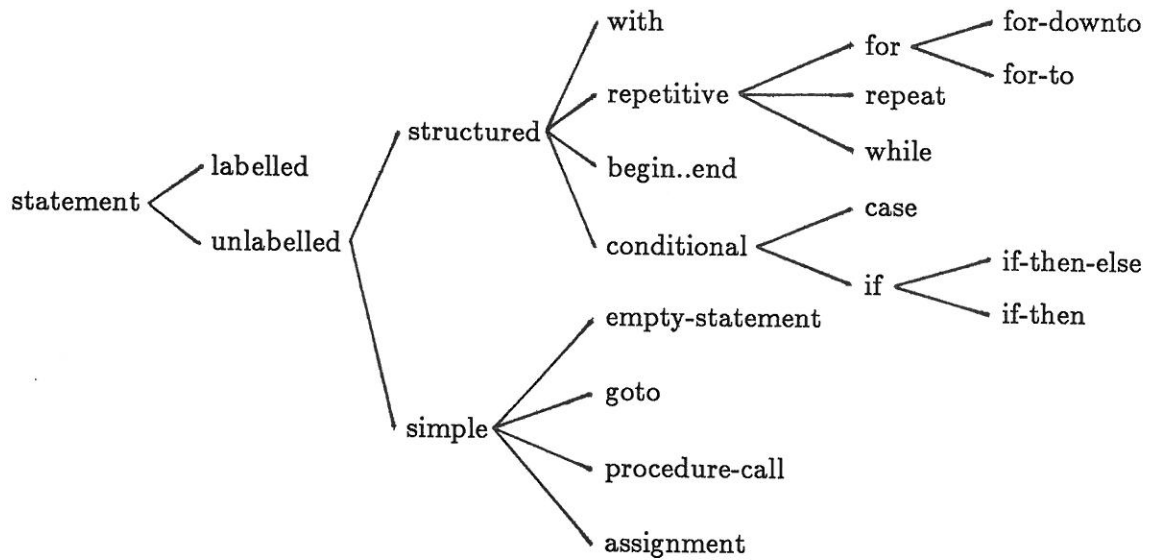 with
for-downto
for
for-to
repetitive
repeat
structured
while
labelled
begin..end
statement
case
unlabelled
conditional
if-then-else
if
if-then
empty-statement
goto
simple
procedure-call
assignment